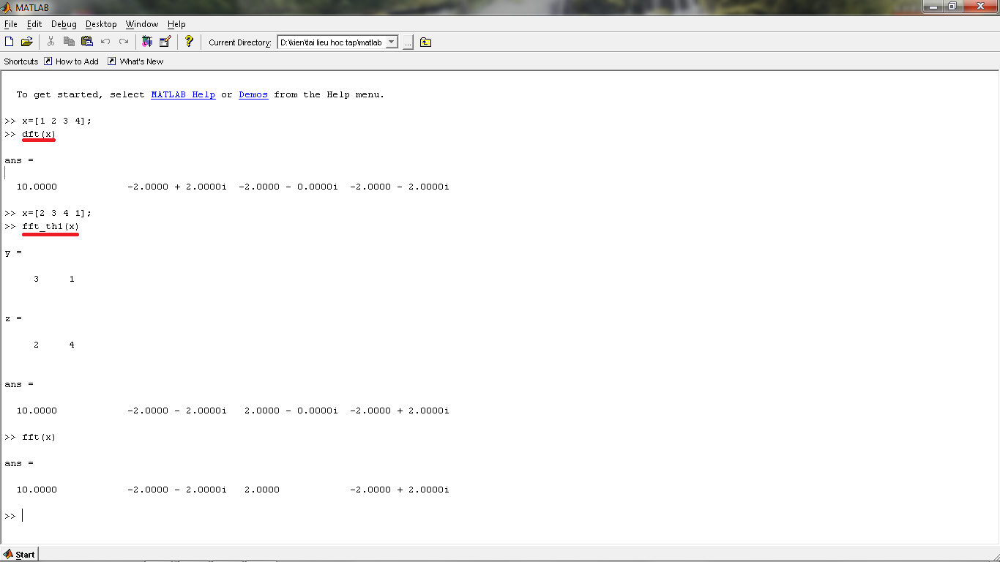 MATLAB
File Edit Debug Desktop Window Help
Current Directory: D:\kien\tai lieu hoc tap\matlab ...
Shortcuts How to Add What's New
To get started, select MATLAB Help or Demos from the Help menu.
>> x=[1 2 3 4];
>> dft(x)
ans =
10.0000 -2.0000 + 2.0000i -2.0000 - 0.0000i -2.0000 - 2.0000i
>> x=[2 3 4 1];
>> fft_th1(x)
y =
3 1
z =
2 4
ans =
10.0000 -2.0000 - 2.0000i 2.0000 - 0.0000i -2.0000 + 2.0000i
>> fft(x)
ans =
10.0000 -2.0000 - 2.0000i 2.0000 -2.0000 + 2.0000i
>>
Start